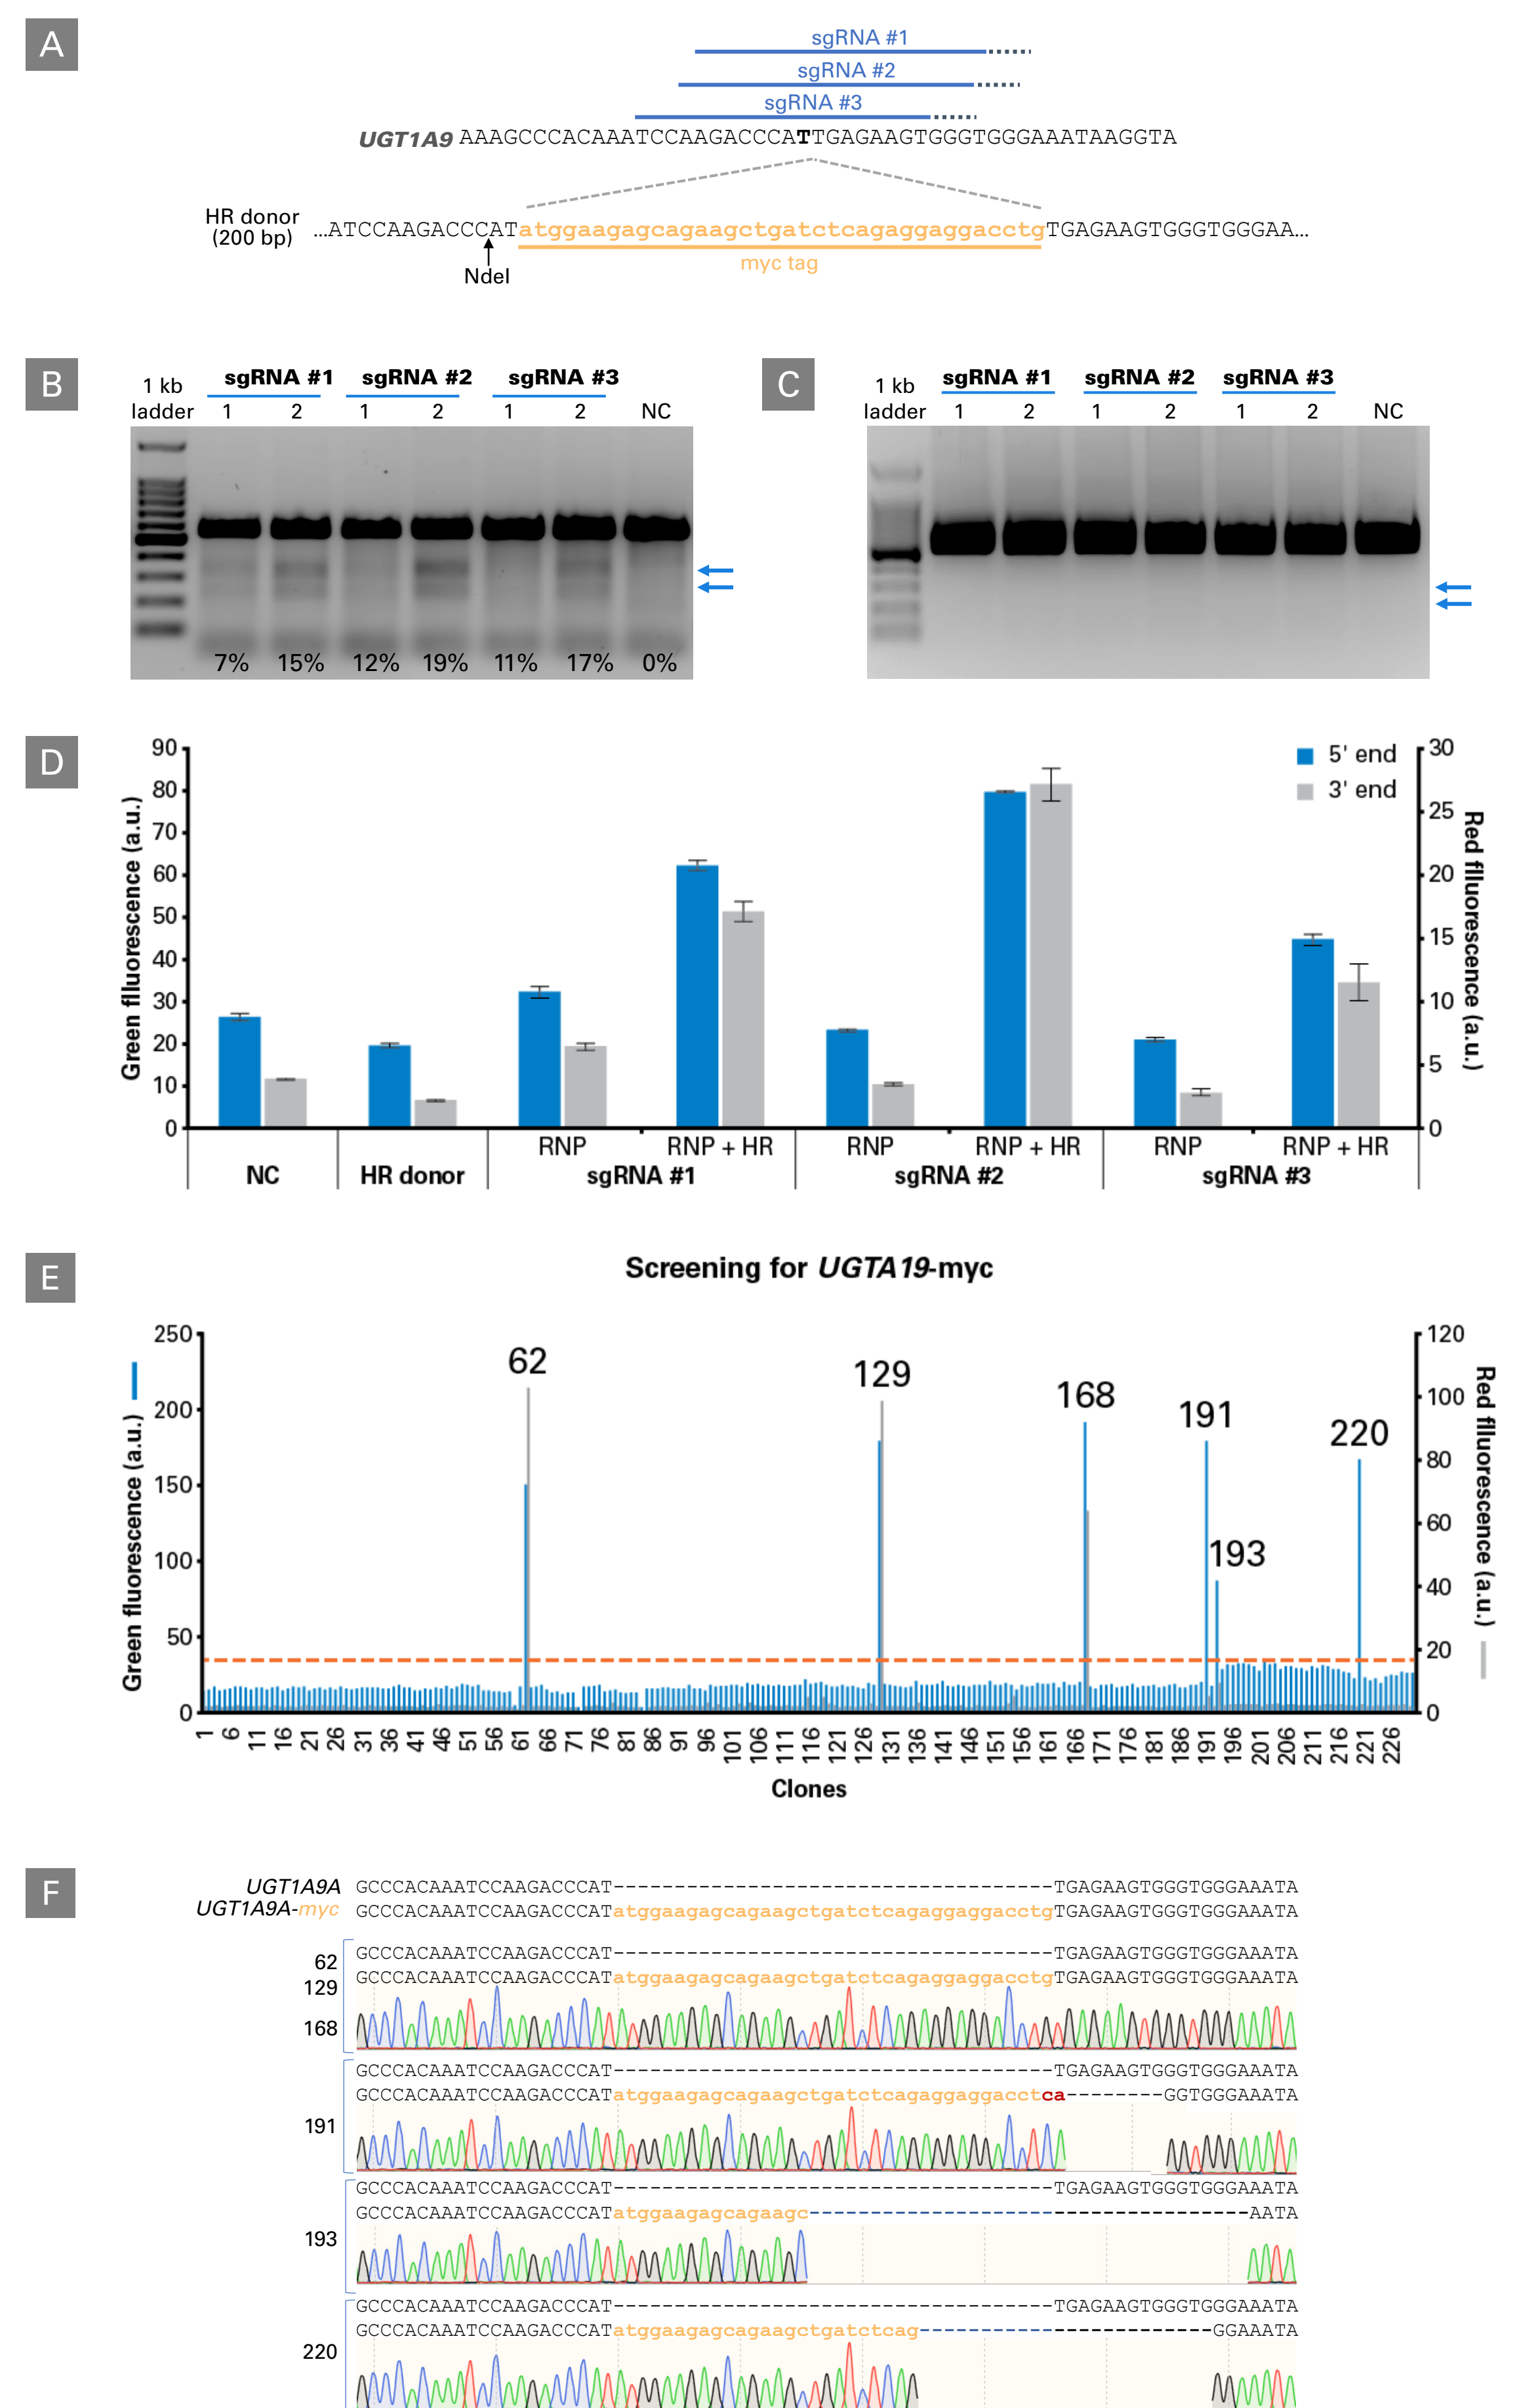 A
sgRNA #1
sgRNA #2
sgRNA #3
UGT1A9 AAAGCCCACAAATCCAAGACCCATTGAGAAGTGGGTGGGAAATAAGGTA
HR donor
(200 bp)
...ATCCAAGACCCATatggaagagcagaagctgatctcagaggaggacctgTGAGAAGTGGGTGGGAA...
NdeI
myc tag
B
1 kb
ladder
sgRNA #1 sgRNA #2 sgRNA #3
1 2 1 2 1 2 NC
7% 15% 12% 19% 11% 17% 0%
C
1 kb
ladder
sgRNA #1 sgRNA #2 sgRNA #3
1 2 1 2 1 2 NC
D
Green flluorescence (a.u.)
90
80
70
60
50
40
30
20
10
0
5' end
3' end
30
25
20
15
10
5
0
Red flluorescence (a.u.)
RNP RNP + HR RNP RNP + HR RNP RNP + HR
NC HR donor sgRNA #1 sgRNA #2 sgRNA #3
E
Screening for UGTA19-myc
Green flluorescence (a.u.)
250
200
150
100
50
0
62
129
168
191
193
220
120
100
80
60
40
20
0
Red flluorescence (a.u.)
1 6 11 16 21 26 31 36 41 46 51 56 61 66 71 76 81 86 91 96 101 106 111 116 121 126 131 136 141 146 151 156 161 166 171 176 181 186 191 196 201 206 211 216 221 226
Clones
F
UGT1A9A GCCCACAAATCCAAGACCCAT------------------------------------TGAGAAGTGGGTGGGAAATA
UGT1A9A-myc GCCCACAAATCCAAGACCCATatggaagagcagaagctgatctcagaggaggacctgTGAGAAGTGGGTGGGAAATA
62
129
168
GCCCACAAATCCAAGACCCAT------------------------------------TGAGAAGTGGGTGGGAAATA
GCCCACAAATCCAAGACCCATatggaagagcagaagctgatctcagaggaggacctgTGAGAAGTGGGTGGGAAATA
191
GCCCACAAATCCAAGACCCAT------------------------------------TGAGAAGTGGGTGGGAAATA
GCCCACAAATCCAAGACCCATatggaagagcagaagctgatctcagaggaggacctca--------GGTGGGAAATA
193
GCCCACAAATCCAAGACCCAT------------------------------------TGAGAAGTGGGTGGGAAATA
GCCCACAAATCCAAGACCCATatggaagagcagaagc------------------------------------AATA
220
GCCCACAAATCCAAGACCCAT------------------------------------TGAGAAGTGGGTGGGAAATA
GCCCACAAATCCAAGACCCATatggaagagcagaagctgatctcag------------------------GGAAATA